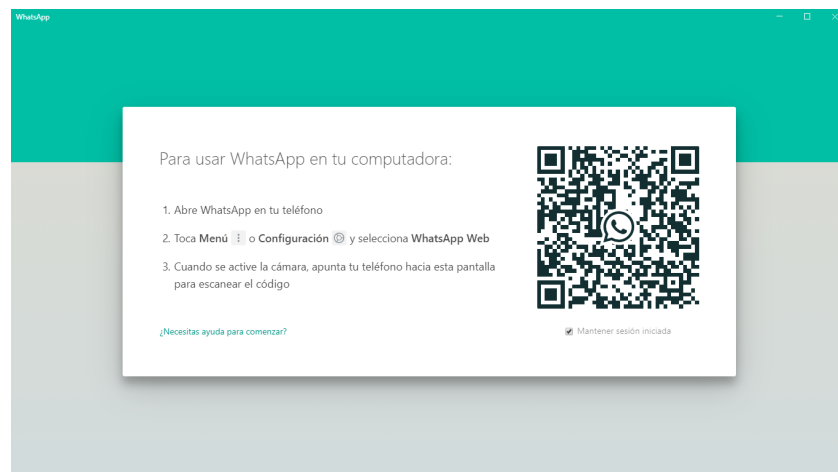 WhatsApp
Para usar WhatsApp en tu computadora:
1. Abre WhatsApp en tu teléfono
2. Toca Menú o Configuración y selecciona WhatsApp Web
3. Cuando se active la cámara, apunta tu teléfono hacia esta pantalla
para escanear el código
¿Necesitas ayuda para comenzar?
Mantener sesión iniciada